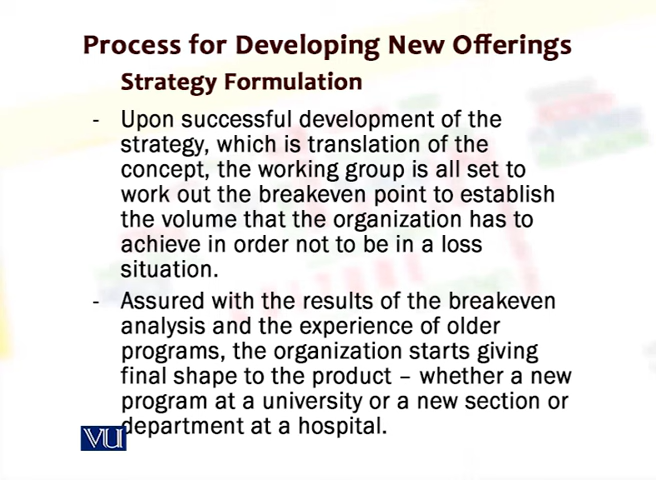 Process for Developing New Offerings
Strategy Formulation
- Upon successful development of the
strategy, which is translation of the
concept, the working group is all set to
work out the breakeven point to establish
the volume that the organization has to
achieve in order not to be in a loss
situation.
- Assured with the results of the breakeven
analysis and the experience of older
programs, the organization starts giving
final shape to the product – whether a new
program at a university or a new section or
department at a hospital.
VU